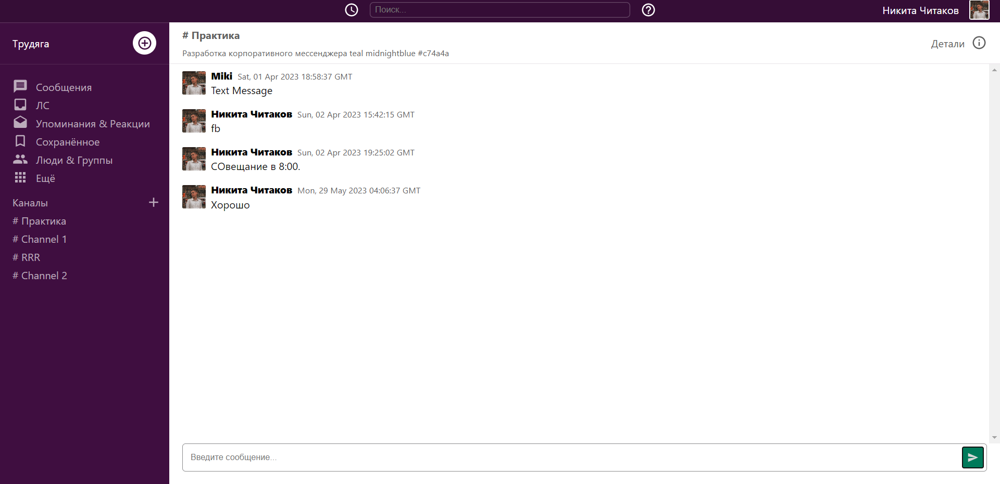 Поиск...
Никита Читаков
Трудяга
Сообщения
ЛС
Упоминания & Реакции
Сохранённое
Люди & Группы
Ещё
Каналы
# Практика
# Channel 1
# RRR
# Channel 2
# Практика
Разработка корпоративного мессенджера teal midnightblue #c74a4a
Детали
Miki Sat, 01 Apr 2023 18:58:37 GMT
Text Message
Никита Читаков Sun, 02 Apr 2023 15:42:15 GMT
fb
Никита Читаков Sun, 02 Apr 2023 19:25:02 GMT
СОвещание в 8:00.
Никита Читаков Mon, 29 May 2023 04:06:37 GMT
Хорошо
Введите сообщение...